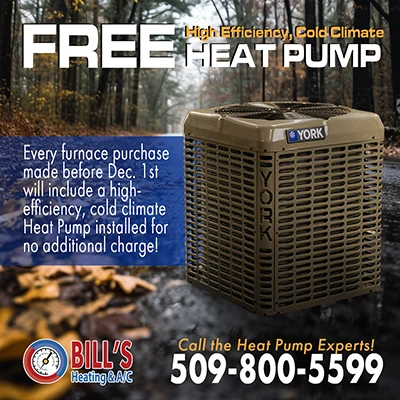 FREE High Efficiency, Cold Climate
HEAT PUMP
YORK
YORK
Every furnace purchase
made before Dec. 1st
will include a high-
efficiency, cold climate
Heat Pump installed for
no additional charge!
BILL'S
Heating & A/C
Call the Heat Pump Experts!
509-800-5599